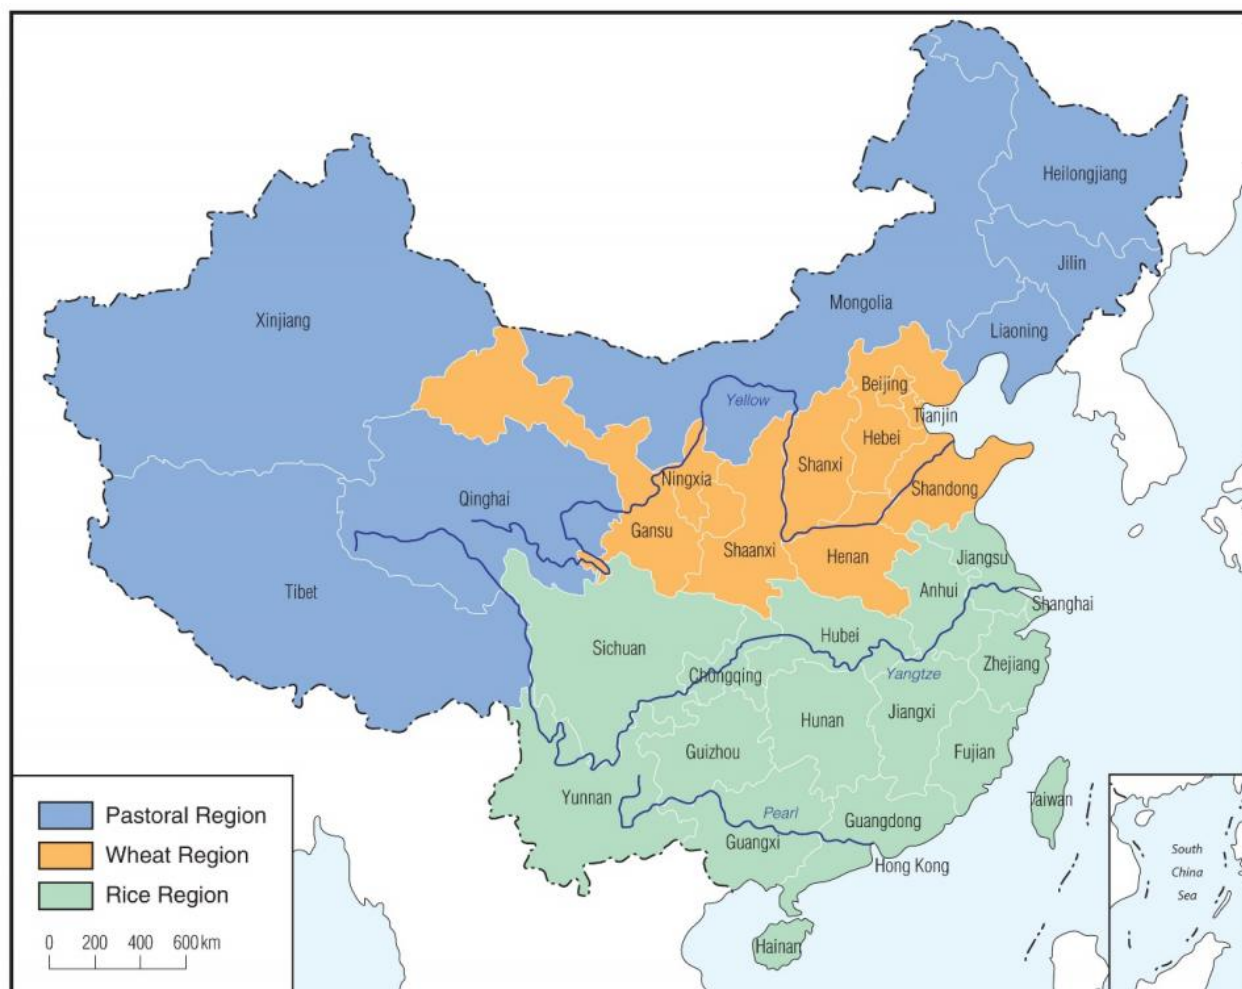 Heilongjiang
Jilin
Mongolia
Liaoning
Xinjiang
Beijing
Yellow
Tianjin
Hebei
Shanxi
Ningxia
Shandong
Qinghai
Gansu
Shaanxi
Henan
Jiangsu
Anhui
Tibet
Shanghai
Hubei
Sichuan
Zhejiang
Chongqing
Yangtze
Hunan
Jiangxi
Guizhou
Fujian
Yunnan
Taiwan
Pearl
Guangdong
Guangxi
Hong Kong
Hainan
Pastoral Region
Wheat Region
Rice Region
0 200 400 600 km
South
China
Sea